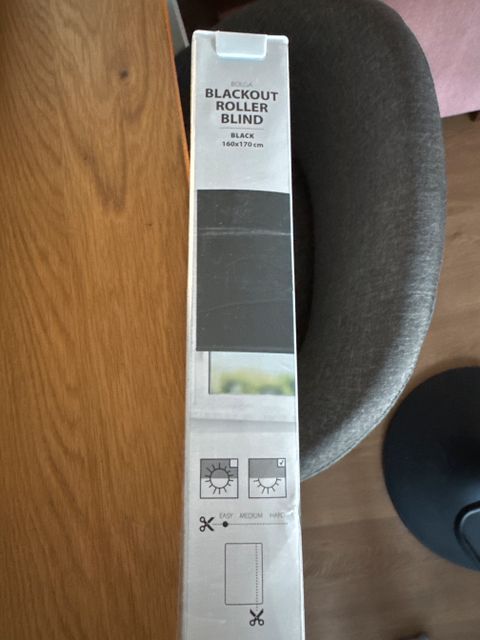 BOLGA
BLACKOUT
ROLLER
BLIND
BLACK
160x170 cm
EASY MEDIUM HARD